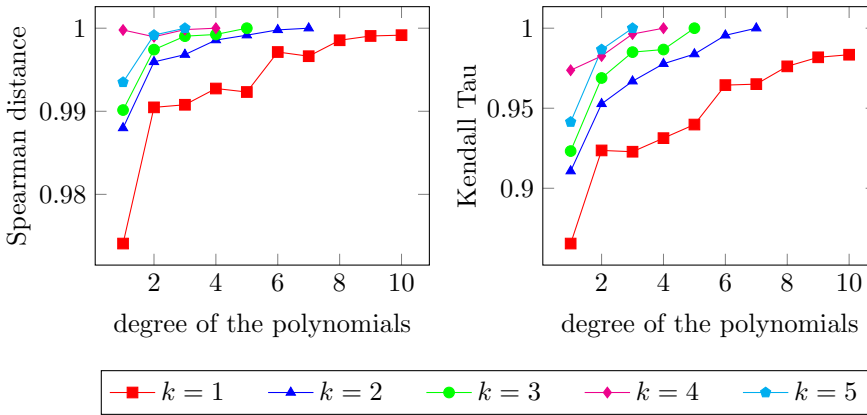 1
0.99
0.98
Spearman distance
2 4 6 8 10
degree of the polynomials
1
0.95
0.9
Kendall Tau
2 4 6 8 10
degree of the polynomials
k = 1 k = 2 k = 3 k = 4 k = 5